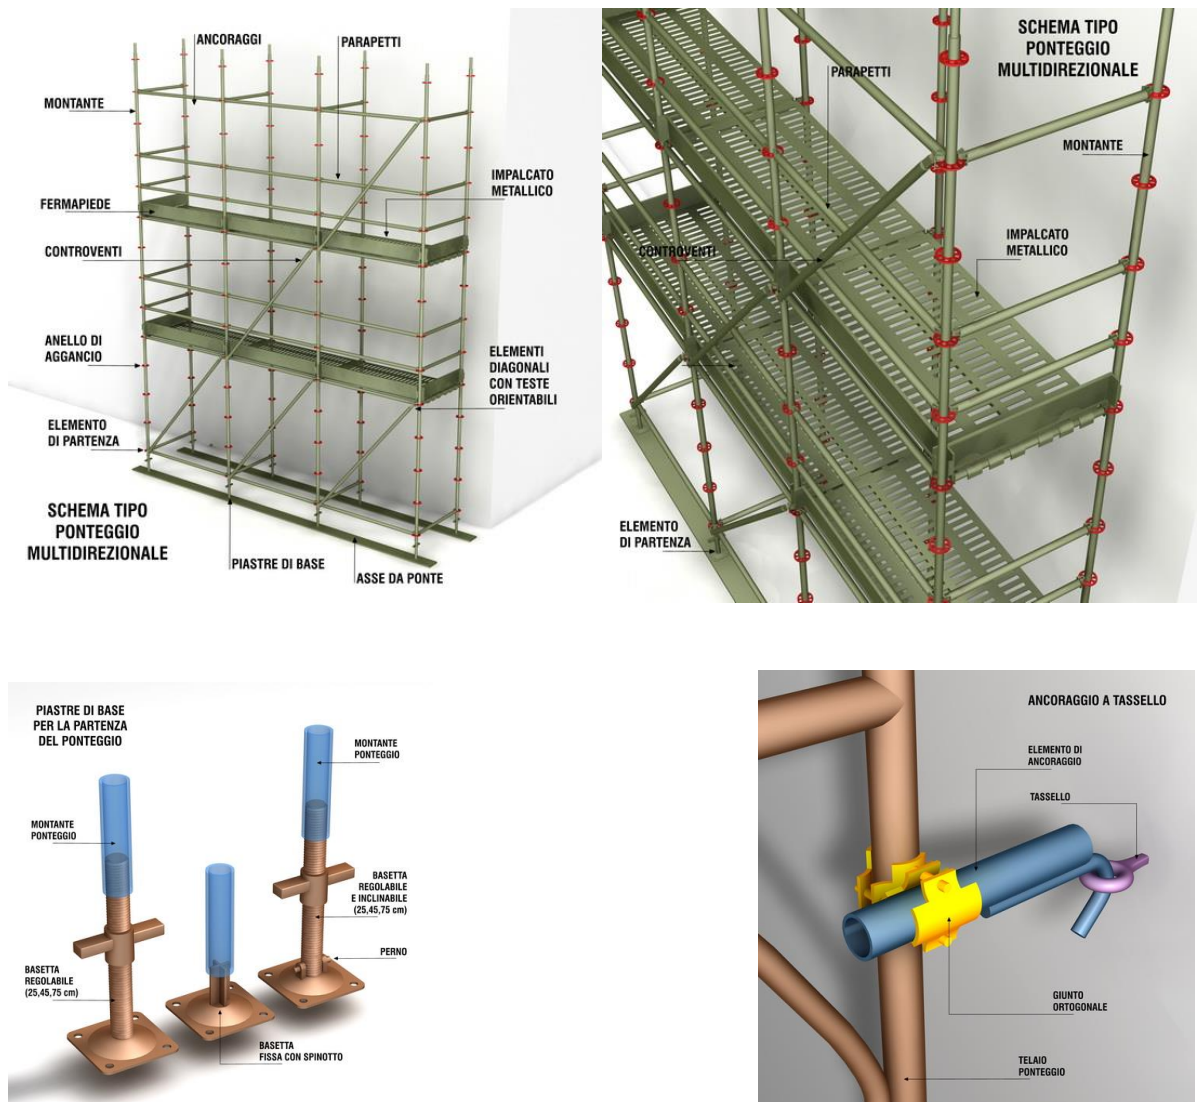 ANCORAGGI
PARAPETTI
MONTANTE
IMPALCATO
METALLICO
FERMAPIEDE
CONTROVENTI
ANELLO DI
AGGANCIO
ELEMENTI
DIAGONALI
CON TESTE
ORIENTABILI
ELEMENTO
DI PARTENZA
SCHEMA TIPO
PONTEGGIO
MULTIDIREZIONALE
PIASTRE DI BASE
ASSE DA PONTE
SCHEMA TIPO
PONTEGGIO
MULTIDIREZIONALE
PARAPETTI
MONTANTE
IMPALCATO
METALLICO
CONTROVENTI
ELEMENTO
DI PARTENZA
PIASTRE DI BASE
PER LA PARTENZA
DEL PONTEGGIO
MONTANTE
PONTEGGIO
MONTANTE
PONTEGGIO
BASETTA
REGOLABILE
E INCLINABILE
(25,45,75 cm)
PERNO
BASETTA
REGOLABILE
(25,45,75 cm)
BASETTA
FISSA CON SPINOTTO
ANCORAGGIO A TASSELLO
ELEMENTO DI
ANCORAGGIO
TASSELLO
GIUNTO
ORTOGONALE
TELAIO
PONTEGGIO